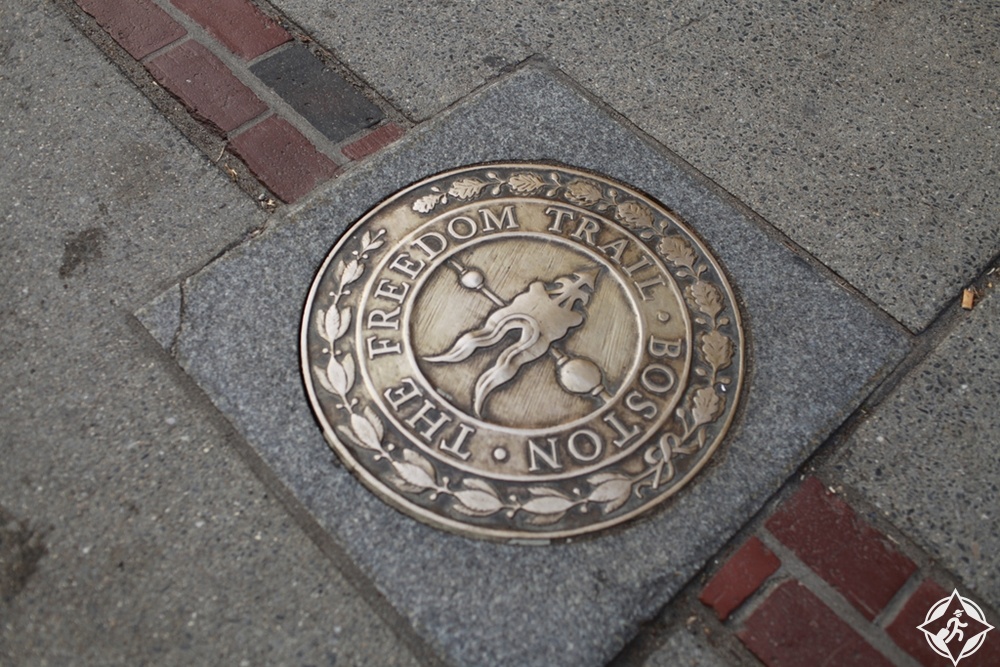 THE FREEDOM TRAIL · BOSTON ·